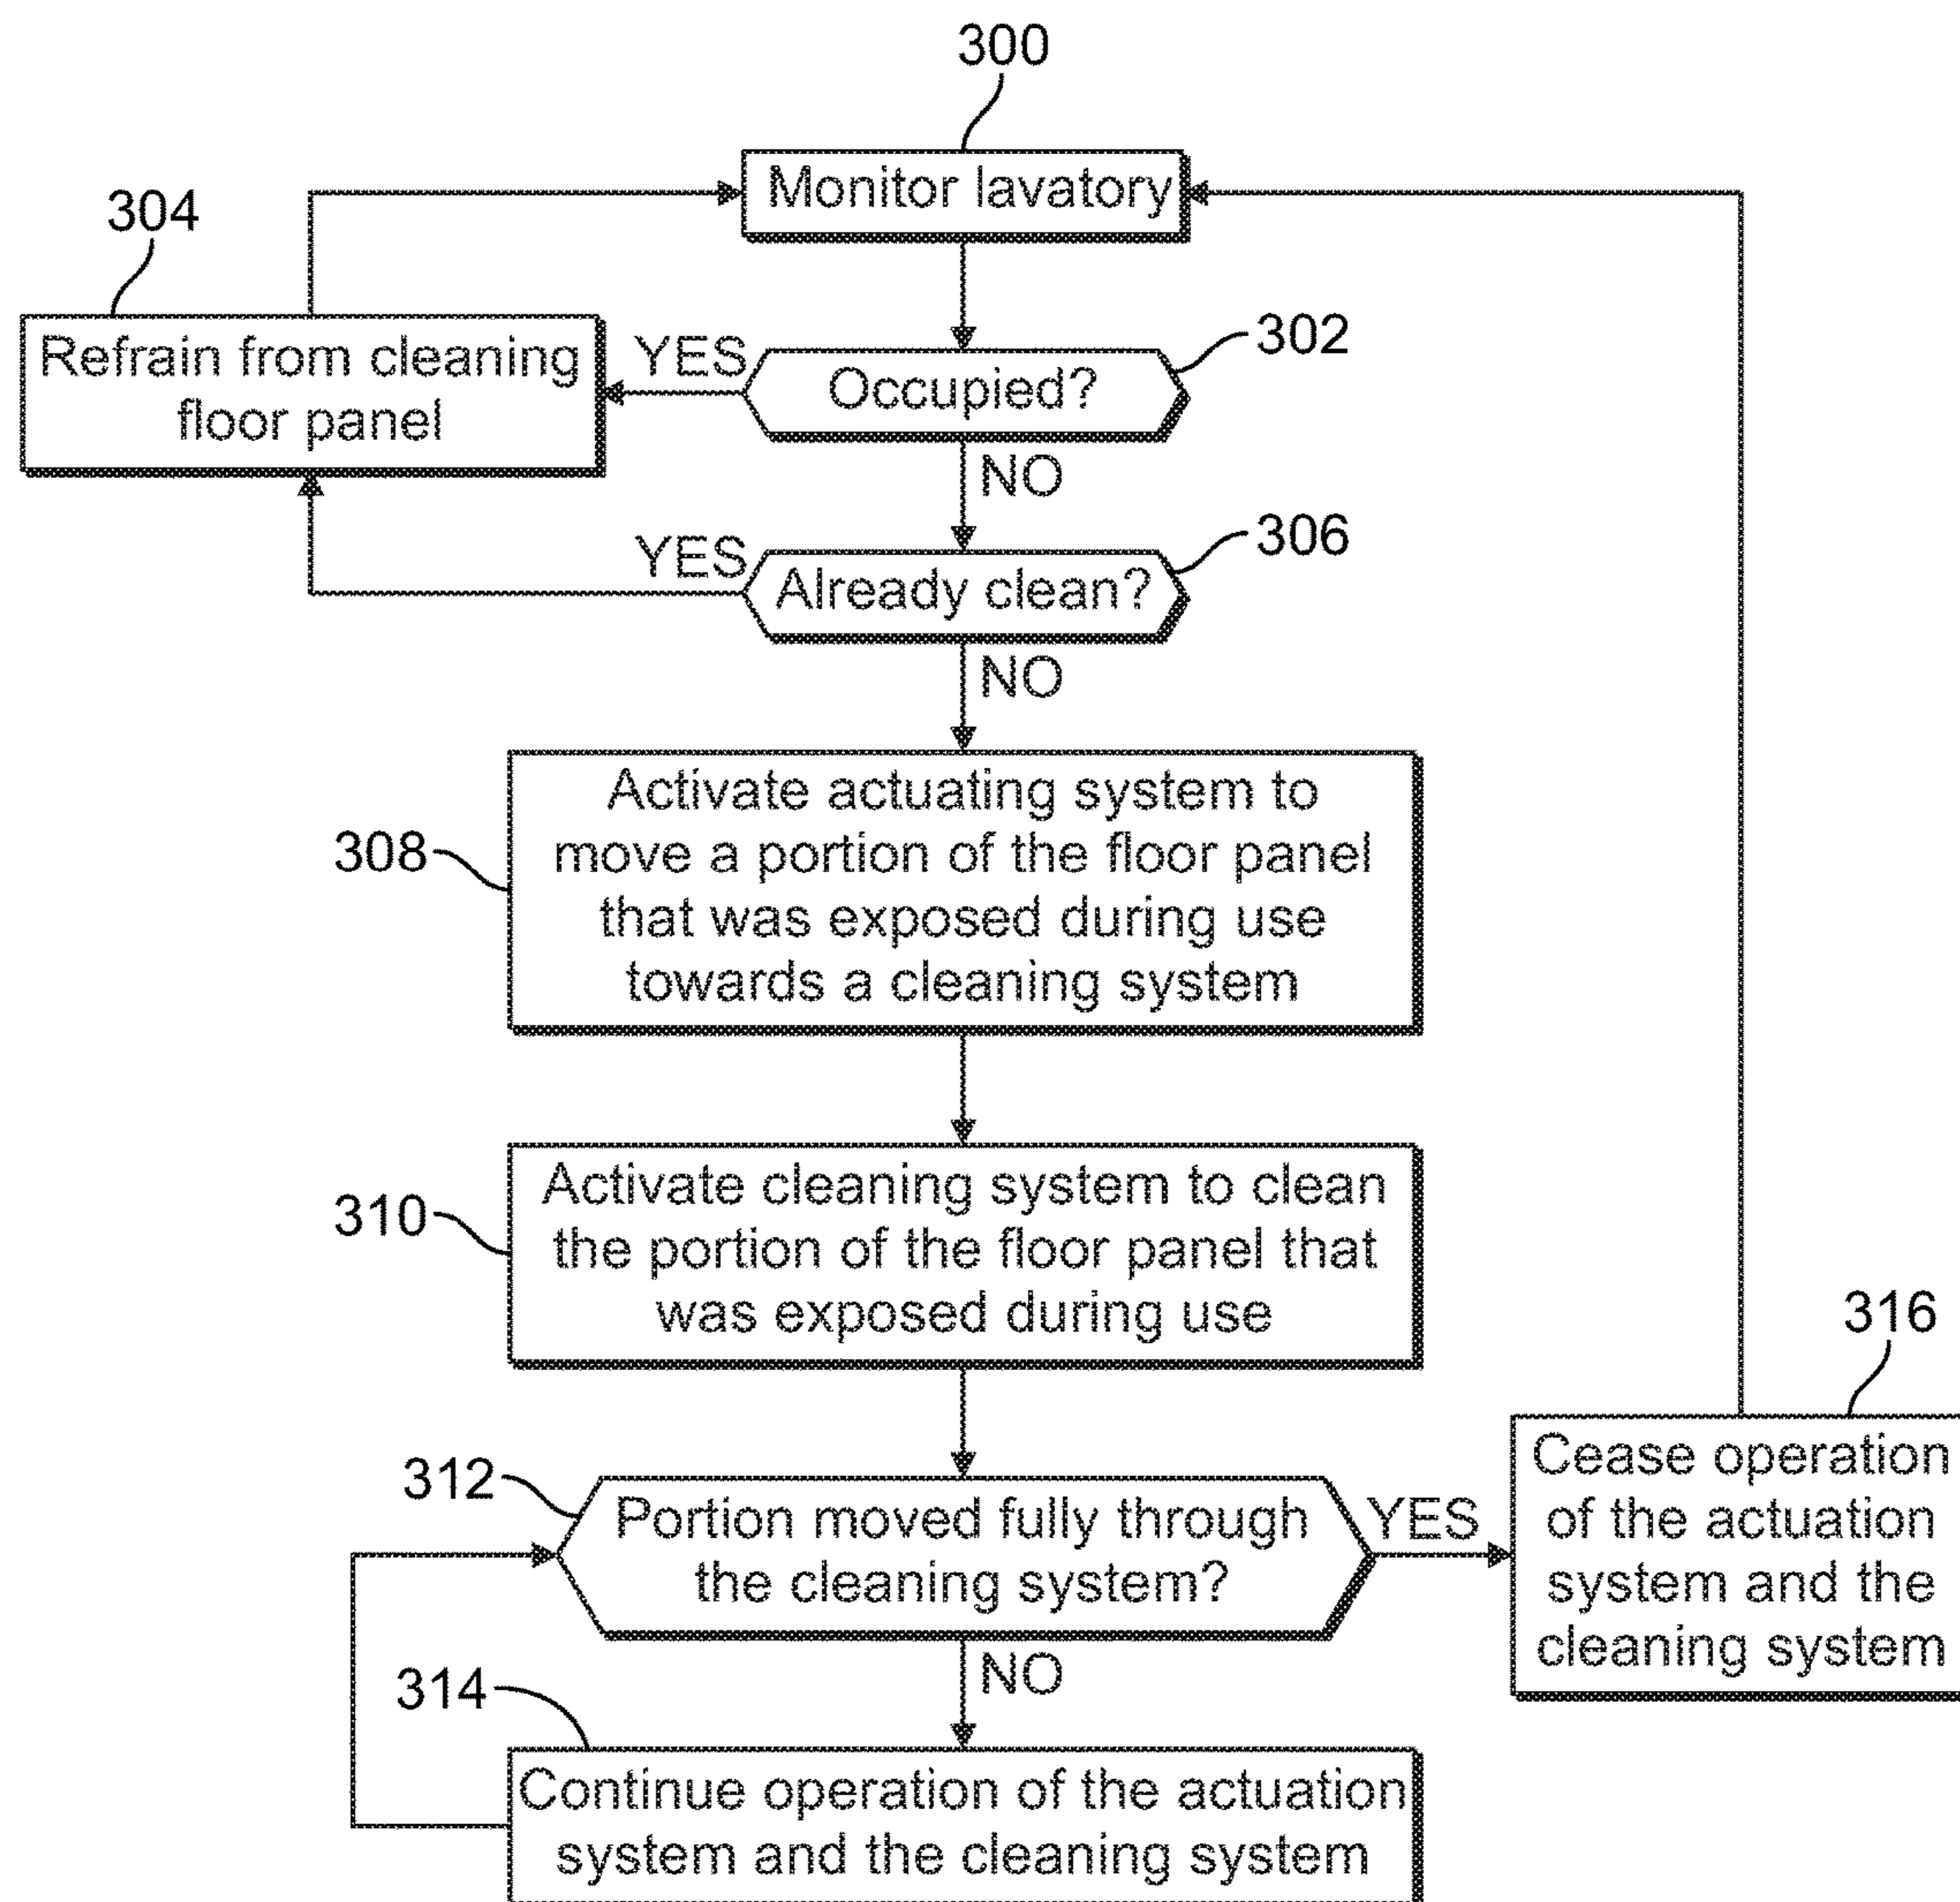 300
Monitor lavatory
304
Refrain from cleaning
floor panel
YES
302
Occupied?
NO
306
YES
Already clean?
NO
308
Activate actuating system to
move a portion of the floor panel
that was exposed during use
towards a cleaning system
310
Activate cleaning system to clean
the portion of the floor panel that
was exposed during use
312
Portion moved fully through
the cleaning system?
YES
316
Cease operation
of the actuation
system and the
cleaning system
NO
314
Continue operation of the actuation
system and the cleaning system